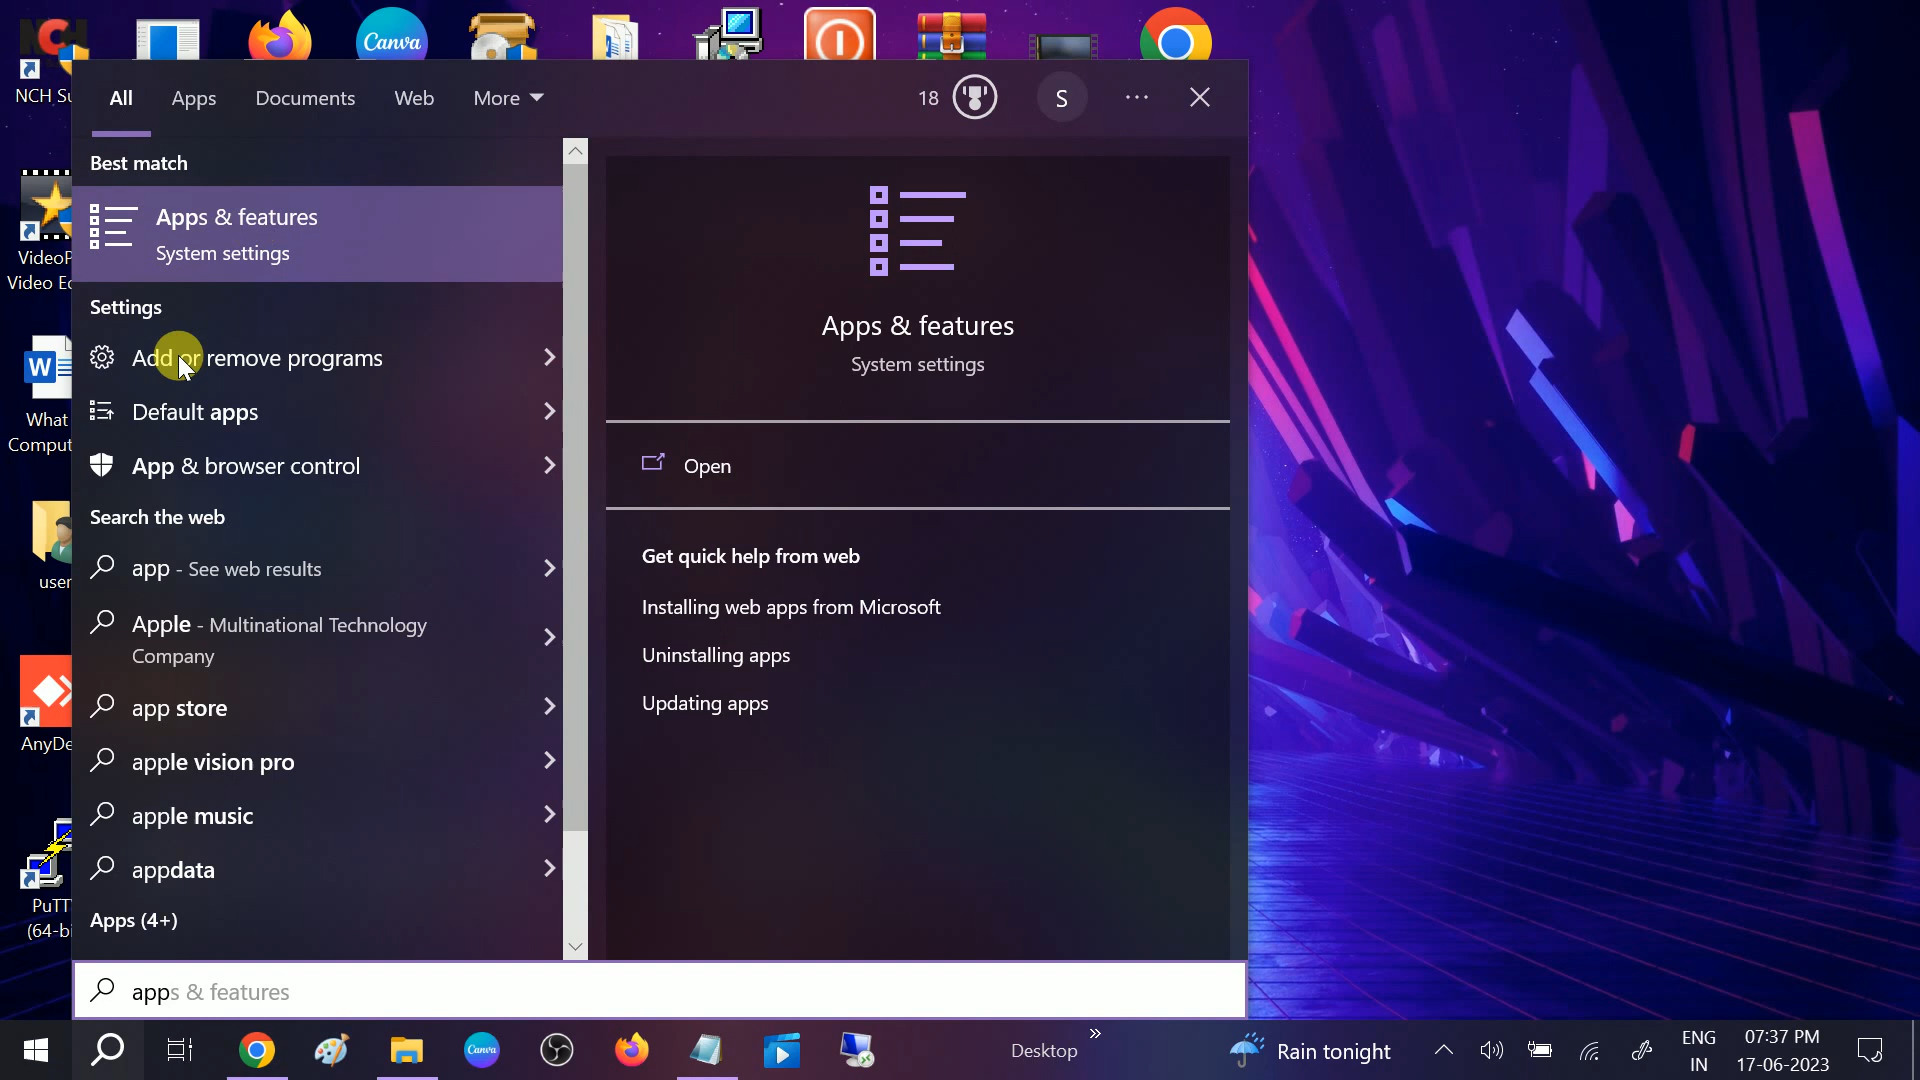 NCH Su
Canva
All
Apps
Documents
Web
More
18
S
Best match
Apps & features
System settings
Settings
Add or remove programs
Default apps
App & browser control
Search the web
app - See web results
Apple - Multinational Technology
Company
app store
apple vision pro
apple music
appdata
Apps (4+)
apps & features
Apps & features
System settings
Open
Get quick help from web
Installing web apps from Microsoft
Uninstalling apps
Updating apps
VideoP
Video Ed
W
What
Comput
user
AnyDe
PuTT
(64-bi
Canva
Desktop
Rain tonight
ENG
IN
07:37 PM
17-06-2023